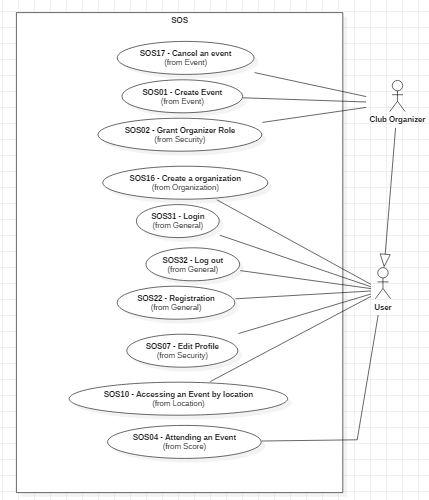 SOS
SOS17 - Cancel an event
(from Event)
SOS01 - Create Event
(from Event)
Club Organizer
SOS02 - Grant Organizer Role
(from Security)
SOS16 - Create a organization
(from Organization)
SOS31 - Login
(from General)
SOS32 - Log out
(from General)
SOS22 - Registration
(from General)
User
SOS07 - Edit Profile
(from Security)
SOS10 - Accessing an Event by location
(from Location)
SOS04 - Attending an Event
(from Score)